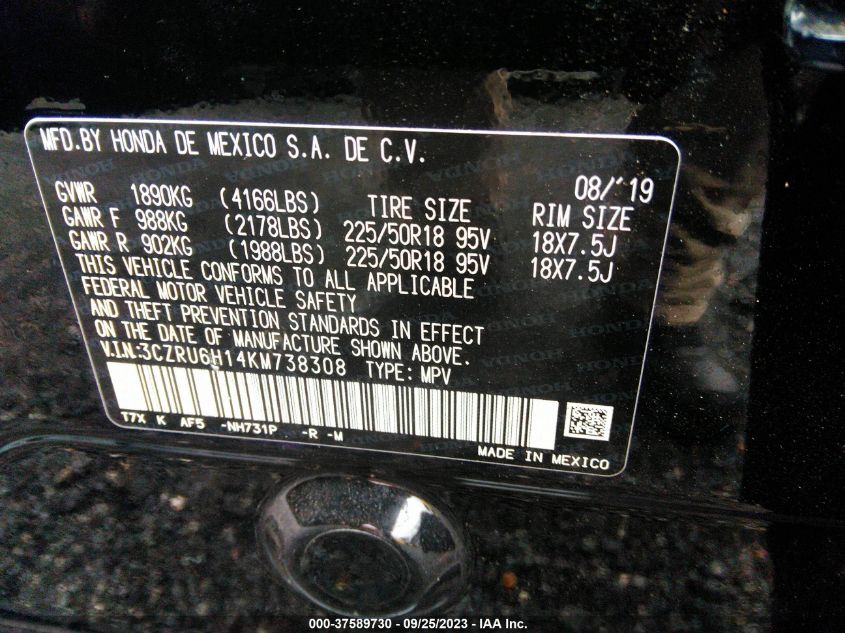 MFD.BY HONDA DE MEXICO S.A. DE C.V.
08/'19
GVWR 1890KG (4166LBS) TIRE SIZE RIM SIZE
GAWR F 988KG (2178LBS) 225/50R18 95V 18X7.5J
GAWR R 902KG (1988LBS) 225/50R18 95V 18X7.5J
THIS VEHICLE CONFORMS TO ALL APPLICABLE
FEDERAL MOTOR VEHICLE SAFETY
AND THEFT PREVENTION STANDARDS IN EFFECT
ON THE DATE OF MANUFACTURE SHOWN ABOVE.
V.I.N:3CZRU6H14KM738308 TYPE: MPV
T7X K AF5 -NH731P -R -M
MADE IN MEXICO
000-37589730 - 09/25/2023 - IAA Inc.